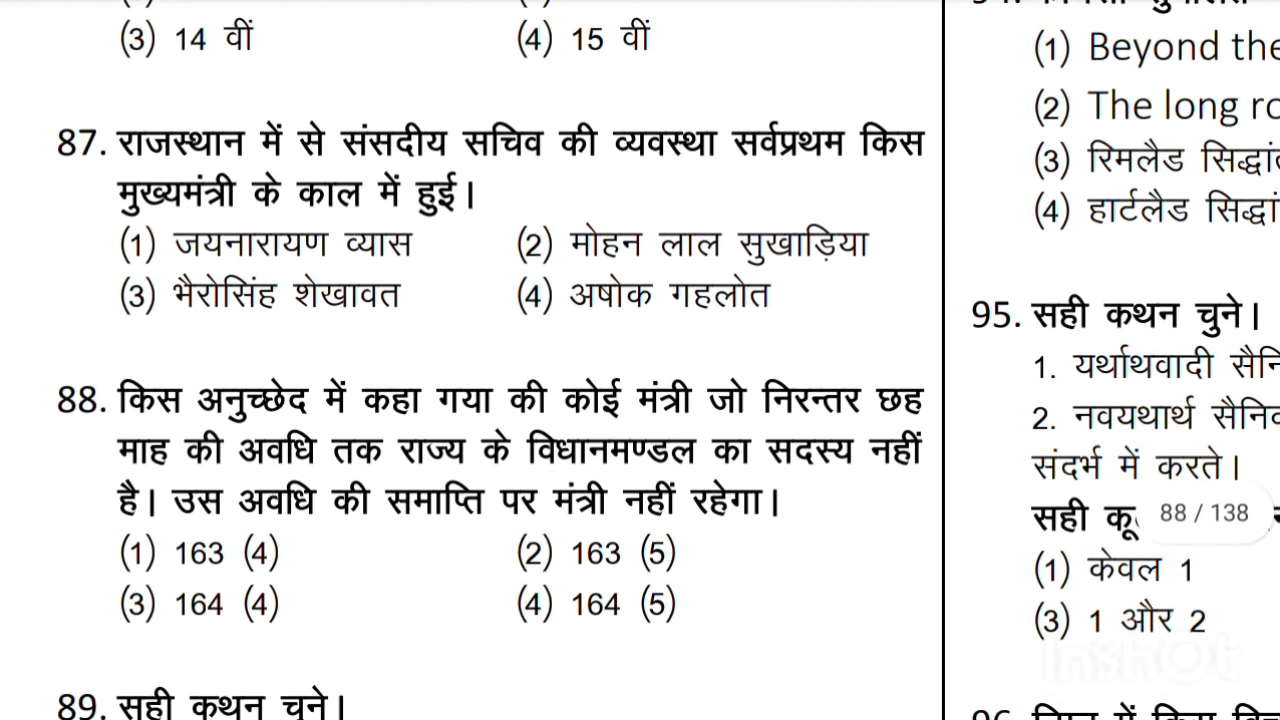 (3) 14 वीं
(4) 15 वीं
87. राजस्थान में से संसदीय सचिव की व्यवस्था सर्वप्रथम किस
मुख्यमंत्री के काल में हुई।
(1) जयनारायण व्यास
(2) मोहन लाल सुखाड़िया
(3) भैरोसिंह शेखावत
(4) अषोक गहलोत
88. किस अनुच्छेद में कहा गया की कोई मंत्री जो निरन्तर छह
माह की अवधि तक राज्य के विधानमण्डल का सदस्य नहीं
है। उस अवधि की समाप्ति पर मंत्री नहीं रहेगा।
(1) 163 (4)
(2) 163 (5)
(3) 164 (4)
(4) 164 (5)
89. सही कथन चुने।
(1) Beyond the
(2) The long
(3) रिमलैड
(4) हार्टलैड
95. सही कथन चुने।
1. यर्थाथवादी
2. नवयथार्थ
संदर्भ में करते।
सही
88 / 138
(1) केवल 1
(3) 1 और 2
InShOt